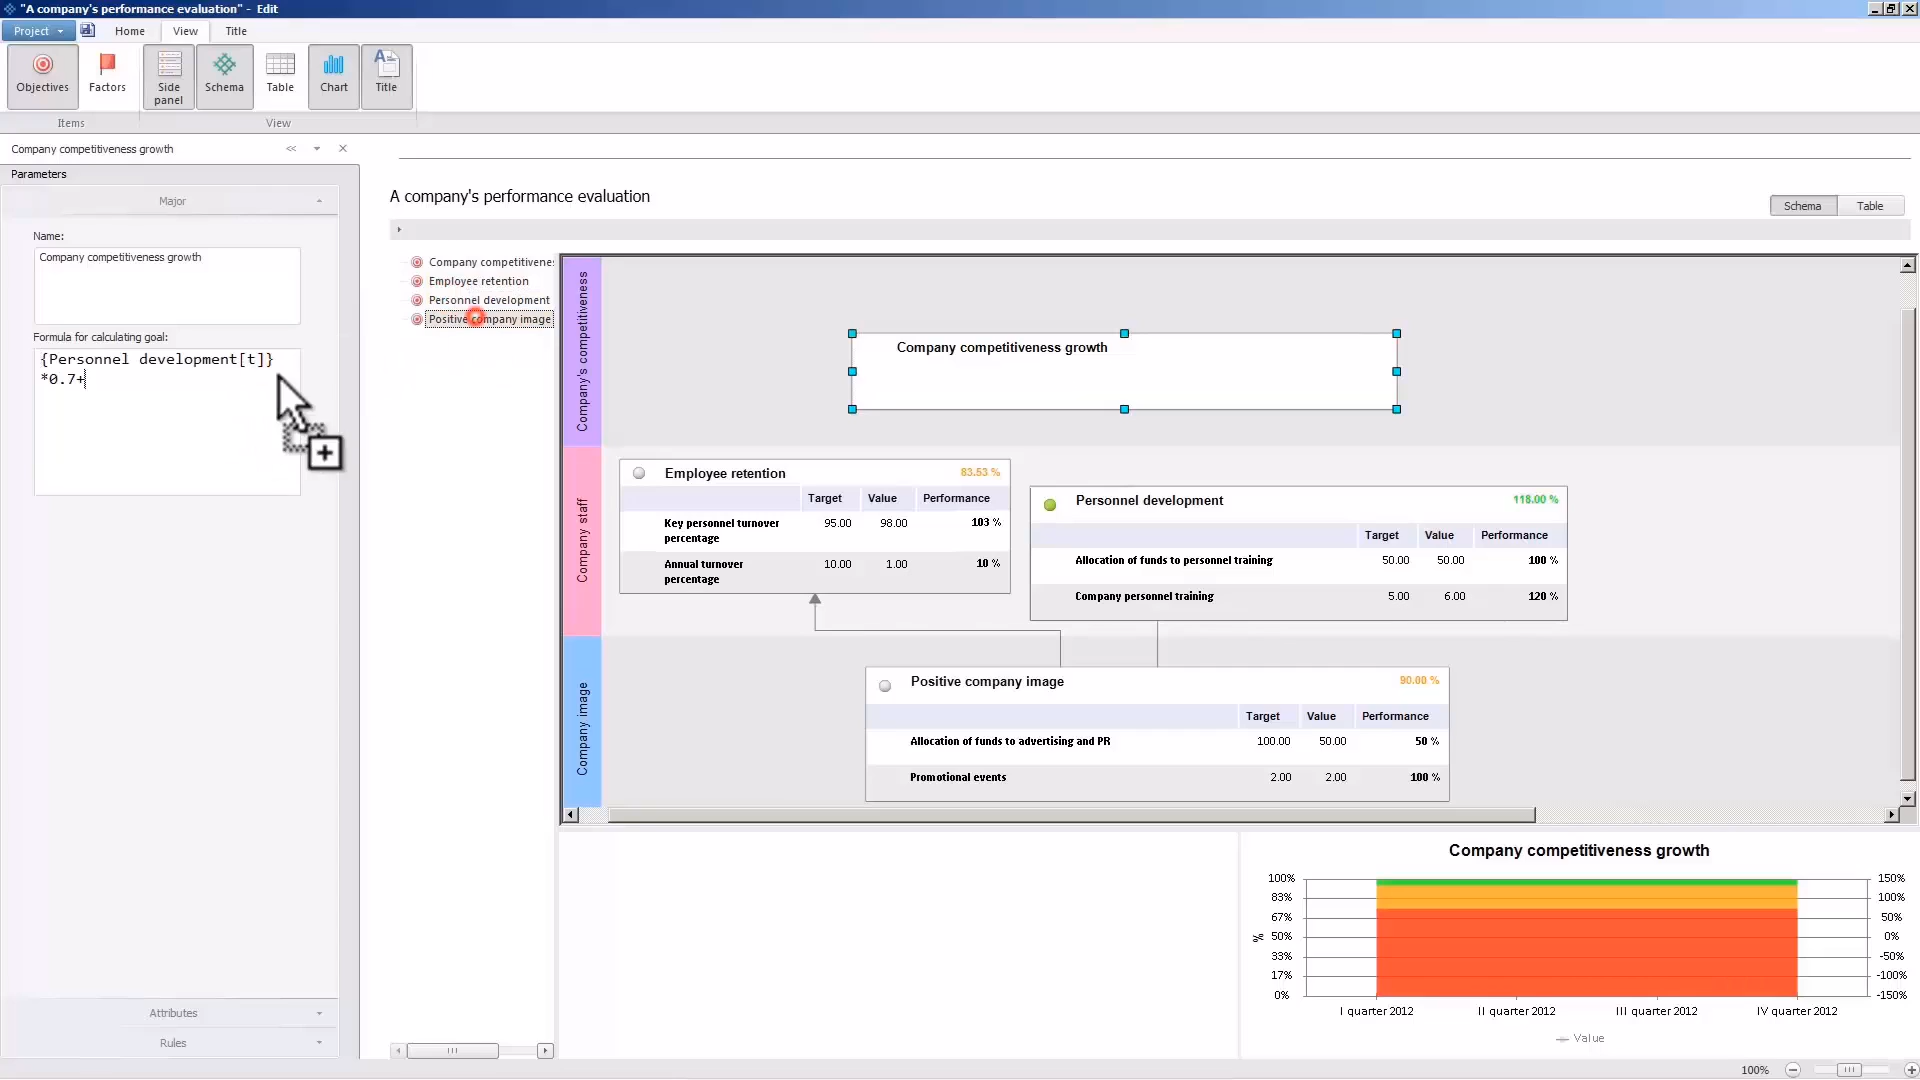 "A company's performance evaluation" - Edit
Project
Home
View
Title
Objectives
Factors
Side panel
Schema
Table
Chart
Title
Items
View
Company competitiveness growth
<<
Parameters
Major
Name:
Company competitiveness growth
Formula for calculating goal:
{Personnel development[t]}
*0.7+
Attributes
Rules
A company's performance evaluation
Schema
Table
Company competitivene
Employee retention
Personnel development
Positive company image
Company's competitiveness
Company competitiveness growth
Company staff
Employee retention
83.53 %
Target Value Performance
Key personnel turnover percentage 95.00 98.00 103 %
Annual turnover percentage 10.00 1.00 10 %
Personnel development
118.00 %
Target Value Performance
Allocation of funds to personnel training 50.00 50.00 100 %
Company personnel training 5.00 6.00 120 %
Company image
Positive company image
90.00 %
Target Value Performance
Allocation of funds to advertising and PR 100.00 50.00 50 %
Promotional events 2.00 2.00 100 %
Company competitiveness growth
100% 150%
83% 100%
67% 50%
% 50% 0%
33% -50%
17% -100%
0% -150%
I quarter 2012 II quarter 2012 III quarter 2012 IV quarter 2012
Value
100%